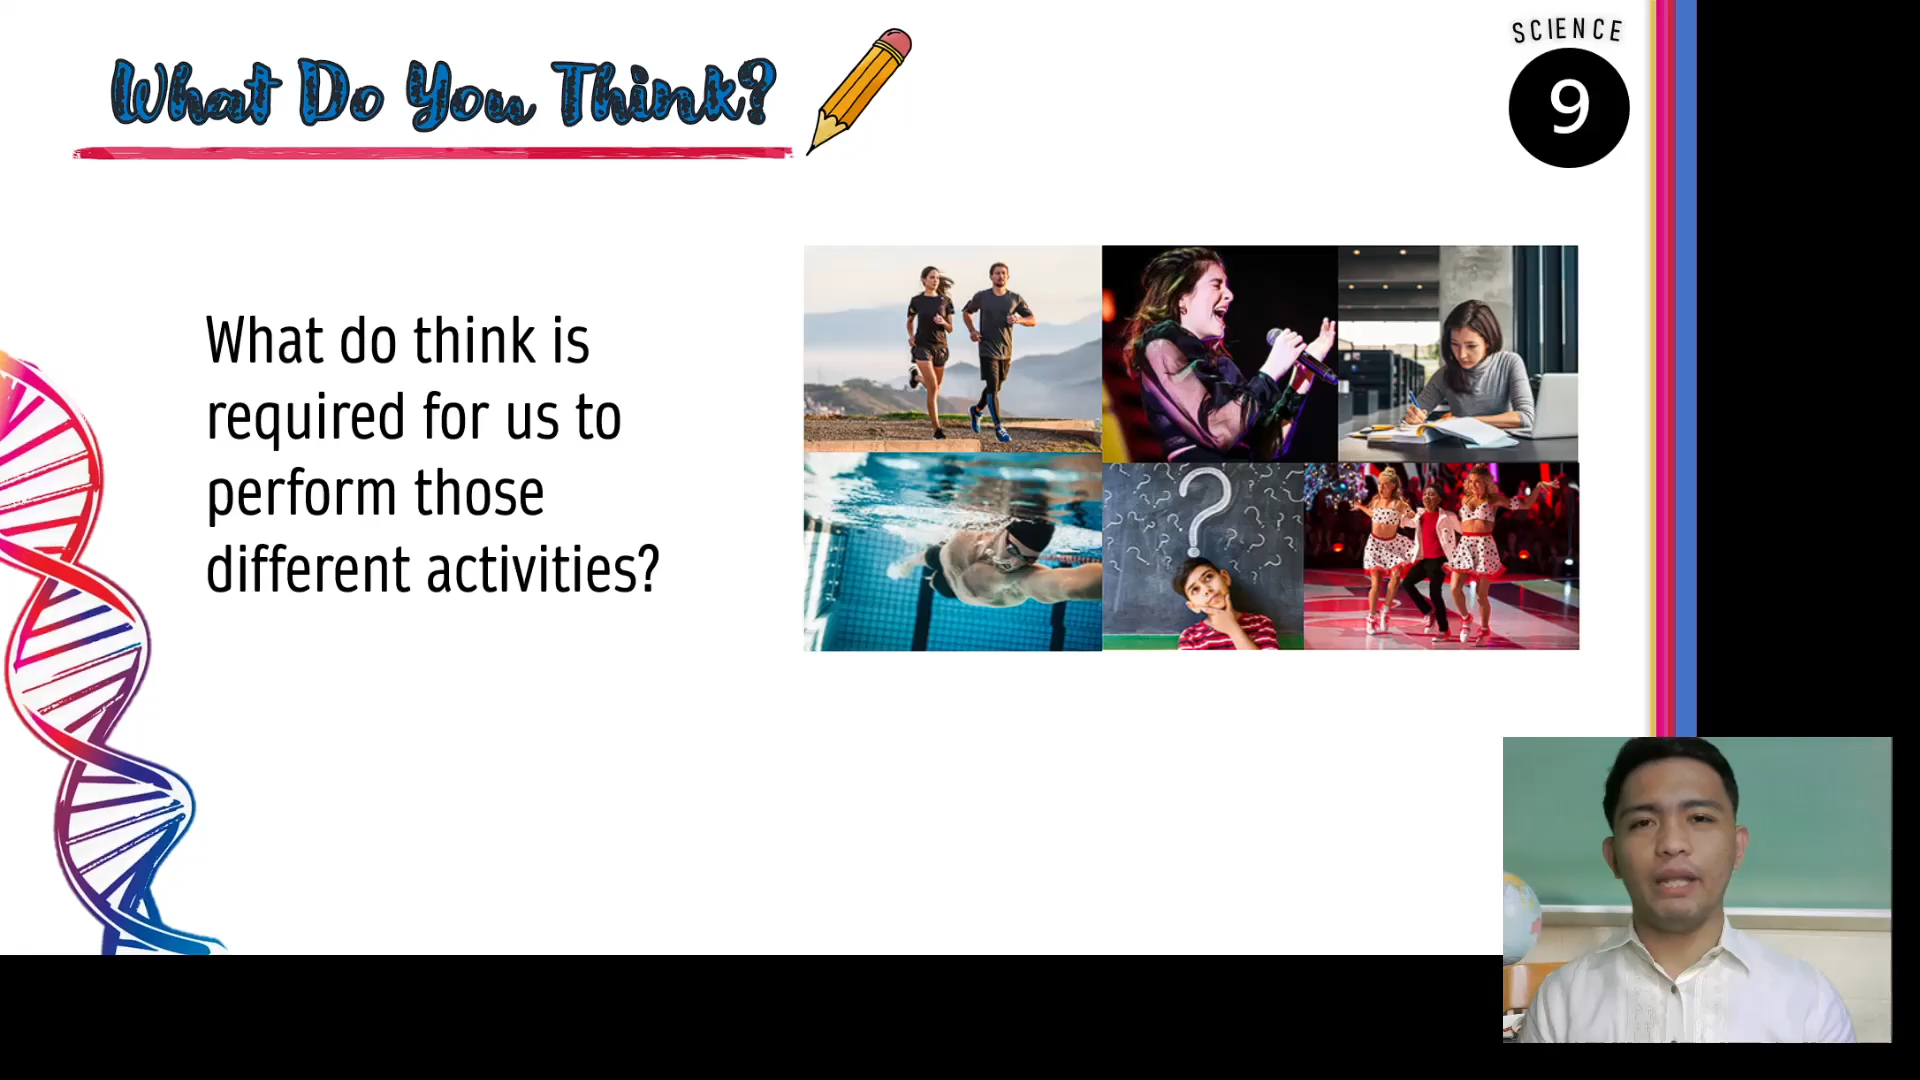 What Do You Think?
SCIENCE
9
What do think is
required for us to
perform those
different activities?